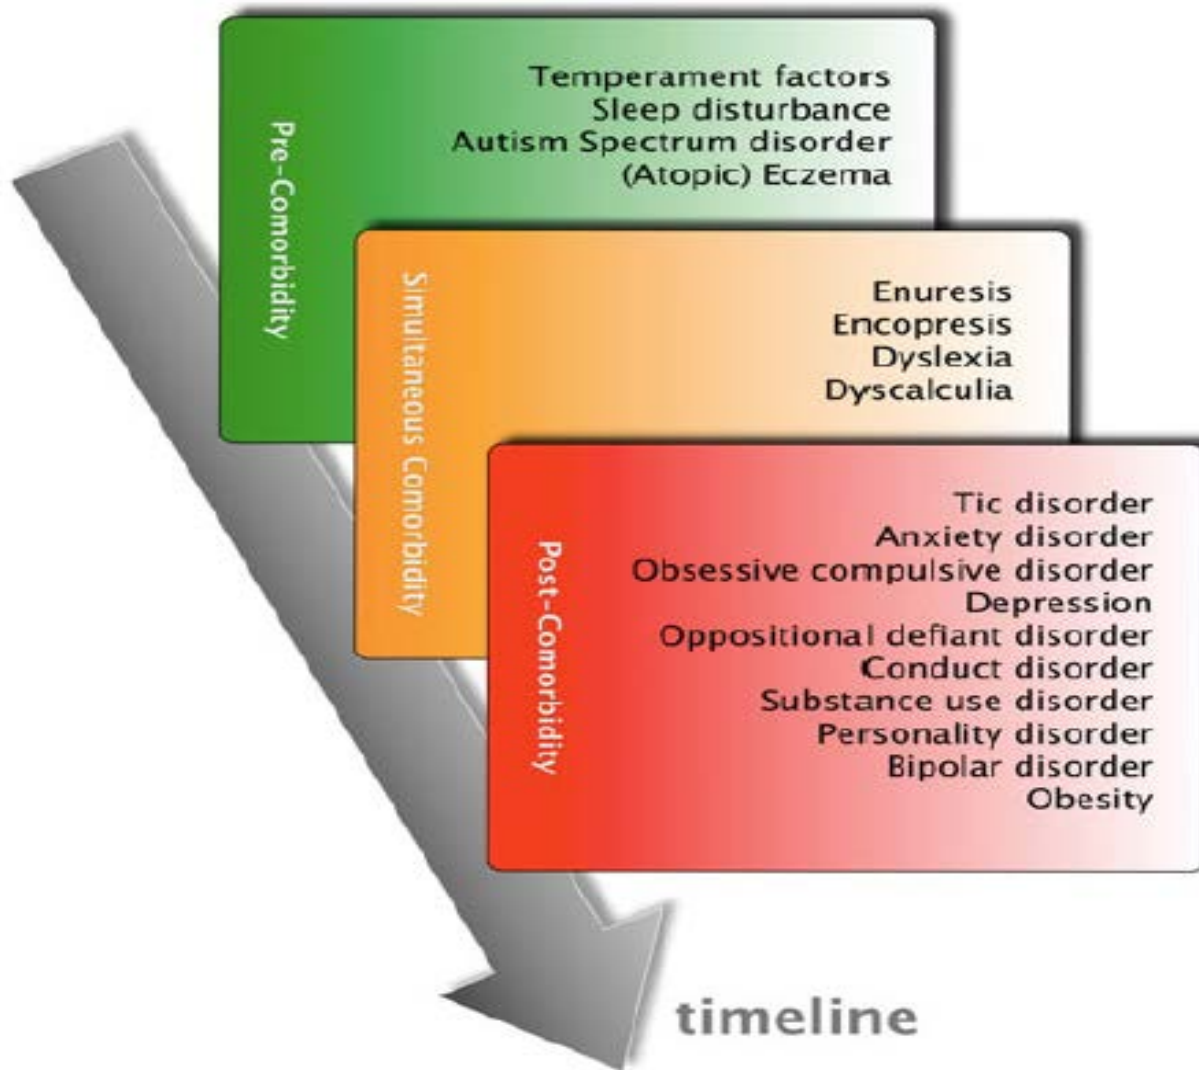 Pre-Comorbidity
Temperament factors
Sleep disturbance
Autism Spectrum disorder
(Atopic) Eczema
Simultaneous Comorbidity
Enuresis
Encopresis
Dyslexia
Dyscalculia
Post-Comorbidity
Tic disorder
Anxiety disorder
Obsessive compulsive disorder
Depression
Oppositional defiant disorder
Conduct disorder
Substance use disorder
Personality disorder
Bipolar disorder
Obesity
timeline